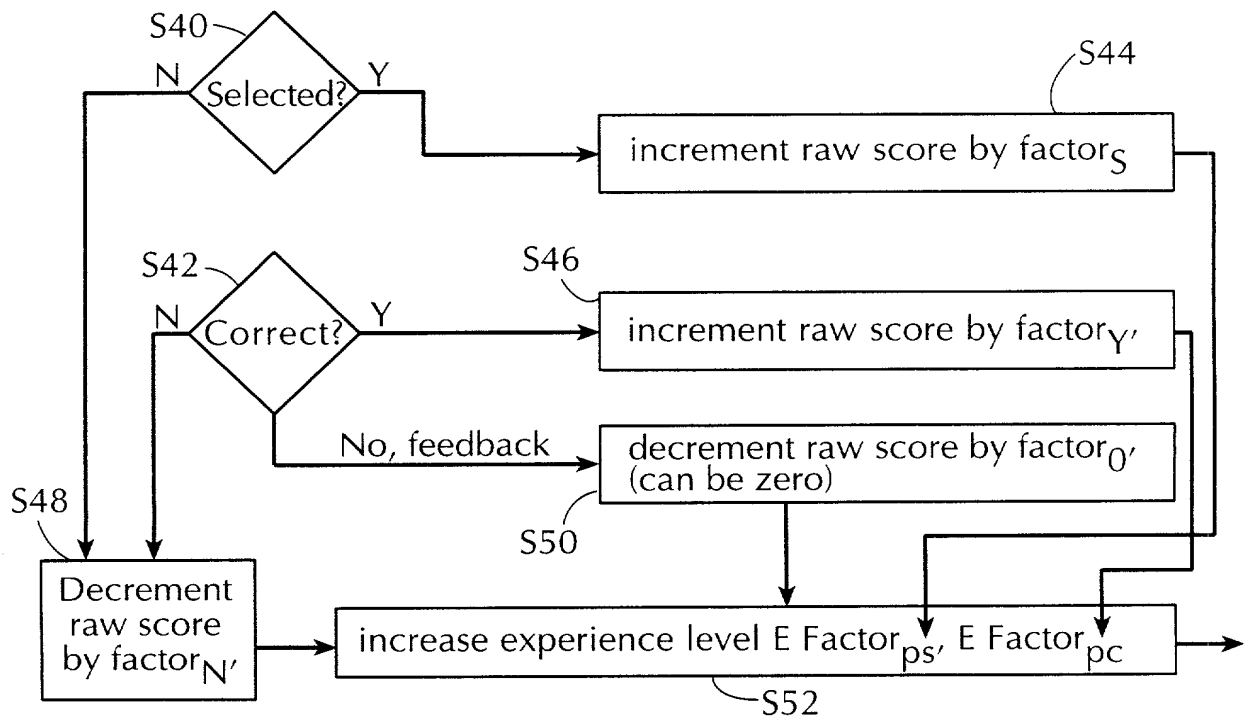 S40
N
Y
Selected?
S44
increment raw score by factorS
S42
N
Y
Correct?
S46
increment raw score by factorY'
No, feedback
decrement raw score by factor0'
(can be zero)
S50
S48
Decrement
raw score
by factorN'
increase experience level E Factorps, E Factorpc
S52